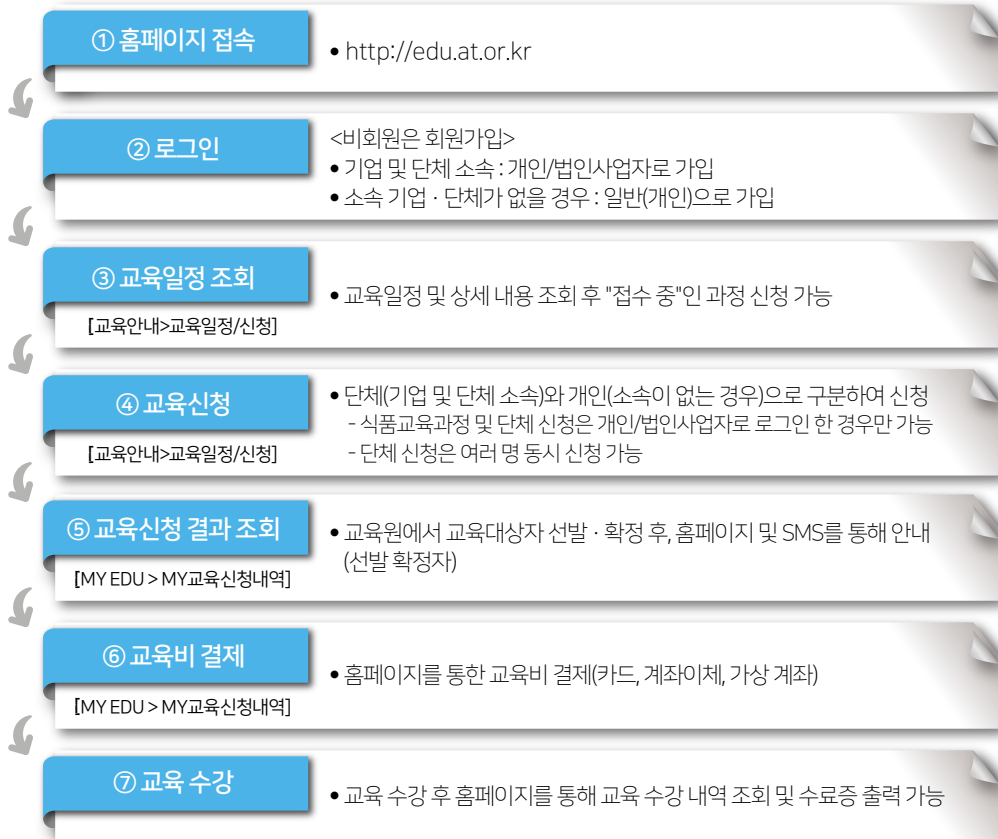 ① 홈페이지 접속
• http://edu.at.or.kr
② 로그인
<비회원은 회원가입>
• 기업 및 단체 소속 : 개인/법인사업자로 가입
• 소속 기업 · 단체가 없을 경우 : 일반(개인)으로 가입
③ 교육일정 조회
[교육안내>교육일정/신청]
• 교육일정 및 상세 내용 조회 후 "접수 중"인 과정 신청 가능
④ 교육신청
[교육안내>교육일정/신청]
• 단체(기업 및 단체 소속)와 개인(소속이 없는 경우)으로 구분하여 신청
- 식품교육과정 및 단체 신청은 개인/법인사업자로 로그인 한 경우만 가능
- 단체 신청은 여러 명 동시 신청 가능
⑤ 교육신청 결과 조회
[MY EDU > MY교육신청내역]
• 교육원에서 교육대상자 선발 · 확정 후, 홈페이지 및 SMS를 통해 안내
(선발 확정자)
⑥ 교육비 결제
[MY EDU > MY교육신청내역]
• 홈페이지를 통한 교육비 결제(카드, 계좌이체, 가상 계좌)
⑦ 교육 수강
• 교육 수강 후 홈페이지를 통해 교육 수강 내역 조회 및 수료증 출력 가능